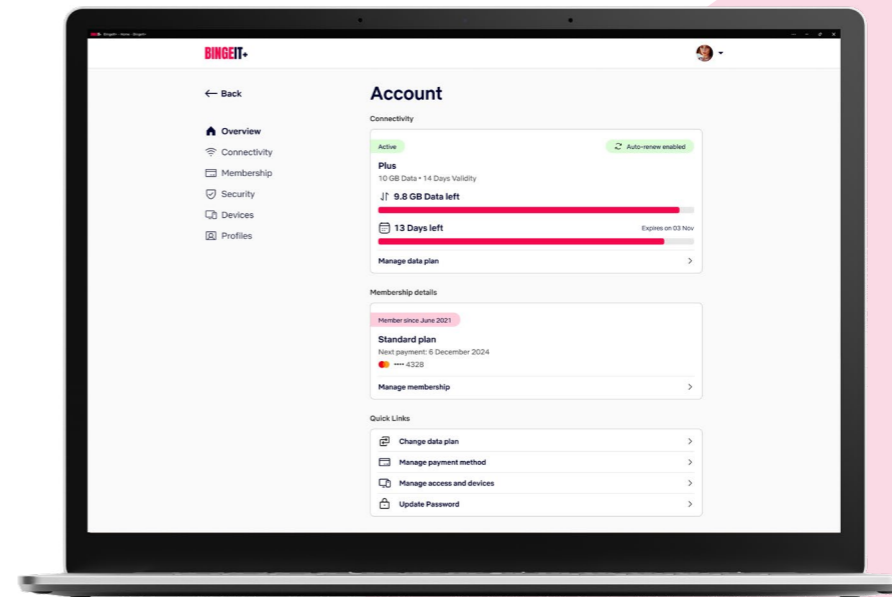 BINGEIT+
← Back
Account
Overview
Connectivity
Membership
Security
Devices
Profiles
Connectivity
Active
Auto-renew enabled
Plus
10 GB Data • 14 Days Validity
9.8 GB Data left
13 Days left
Expires on 03 Nov
Manage data plan
Membership details
Member since June 2021
Standard plan
Next payment: 6 December 2024
•••• 4328
Manage membership
Quick Links
Change data plan
Manage payment method
Manage access and devices
Update Password